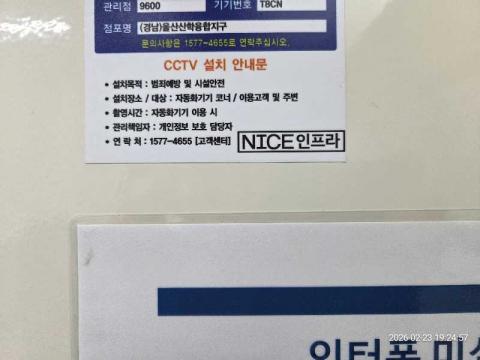 관리점 9600 기기번호 T8CN
점포명 (경남)울산산학융합지구
문의사항은 1577-4655로 연락주십시오.
CCTV 설치 안내문
• 설치목적 : 범죄예방 및 시설안전
• 설치장소 / 대상 : 자동화기기 코너 / 이용고객 및 주변
• 촬영시간 : 자동화기기 이용 시
• 관리책임자 : 개인정보 보호 담당자
• 연 락 처 : 1577-4655 [고객센터]
NICE인프라
2026-02-23 19:24:57
인터폰